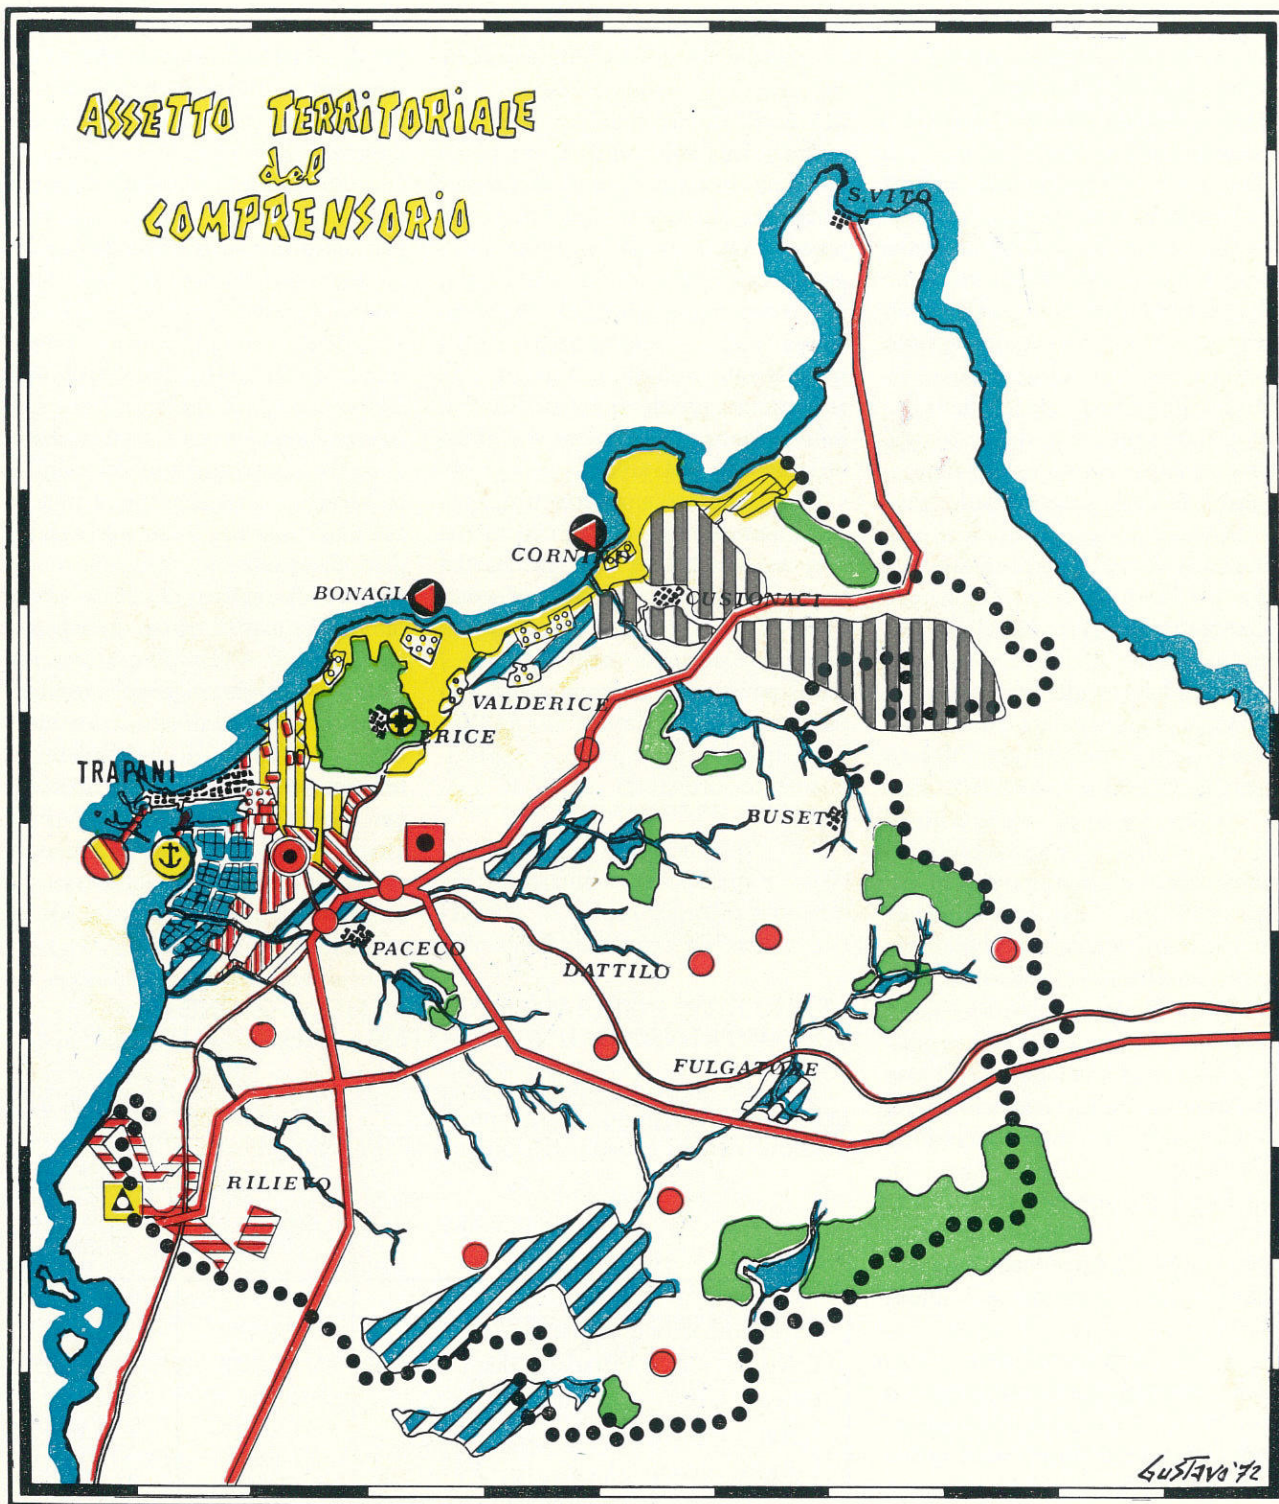 ASSETTO TERRITORIALE
del
COMPRENSORIO
S. VITO
CORNINO
BONAGIA
CUSTONACI
VALDERICE
ERICE
TRAPANI
BUSETO
PACECO
DATTILO
FULGATORE
RILIEVO
GUSTAVO '72